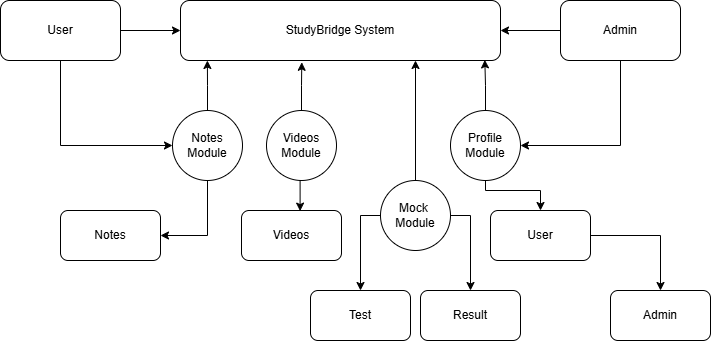 User
StudyBridge System
Admin
Notes
Module
Videos
Module
Profile
Module
Mock
Module
Notes
Videos
User
Test
Result
Admin